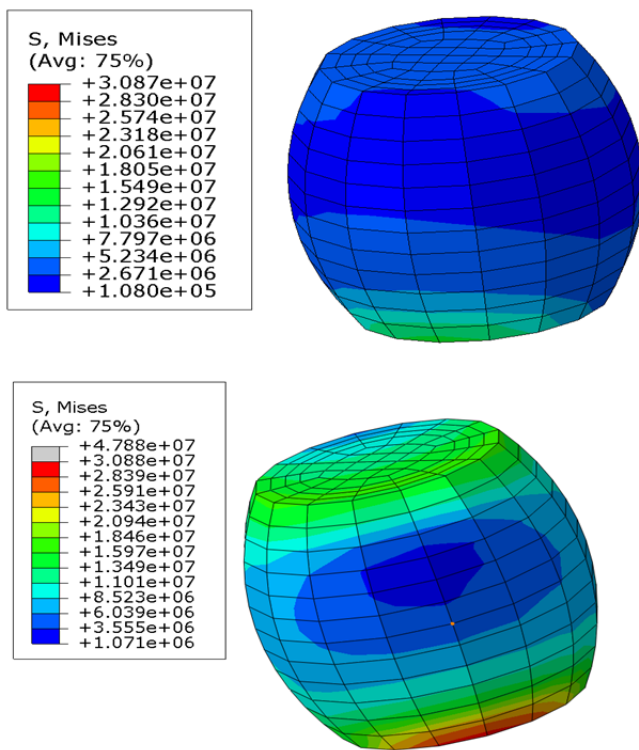 S, Mises
(Avg: 75%)
+3.087e+07
+2.830e+07
+2.574e+07
+2.318e+07
+2.061e+07
+1.805e+07
+1.549e+07
+1.292e+07
+1.036e+07
+7.797e+06
+5.234e+06
+2.671e+06
+1.080e+05
S, Mises
(Avg: 75%)
+4.788e+07
+3.088e+07
+2.839e+07
+2.591e+07
+2.343e+07
+2.094e+07
+1.846e+07
+1.597e+07
+1.349e+07
+1.101e+07
+8.523e+06
+6.039e+06
+3.555e+06
+1.071e+06